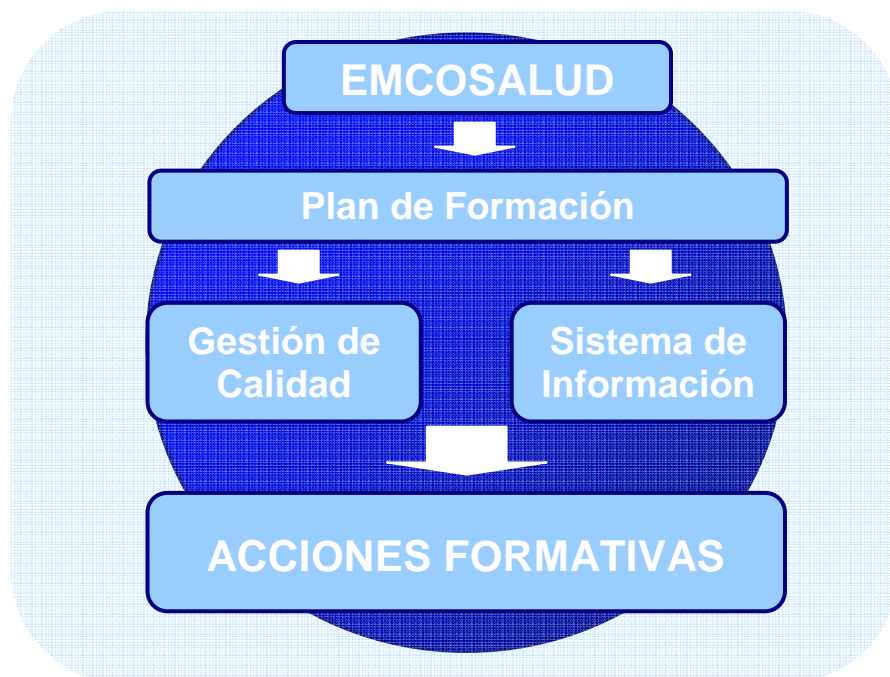 EMCOSALUD
Plan de Formación
Gestión de
Calidad
Sistema de
Información
ACCIONES FORMATIVAS